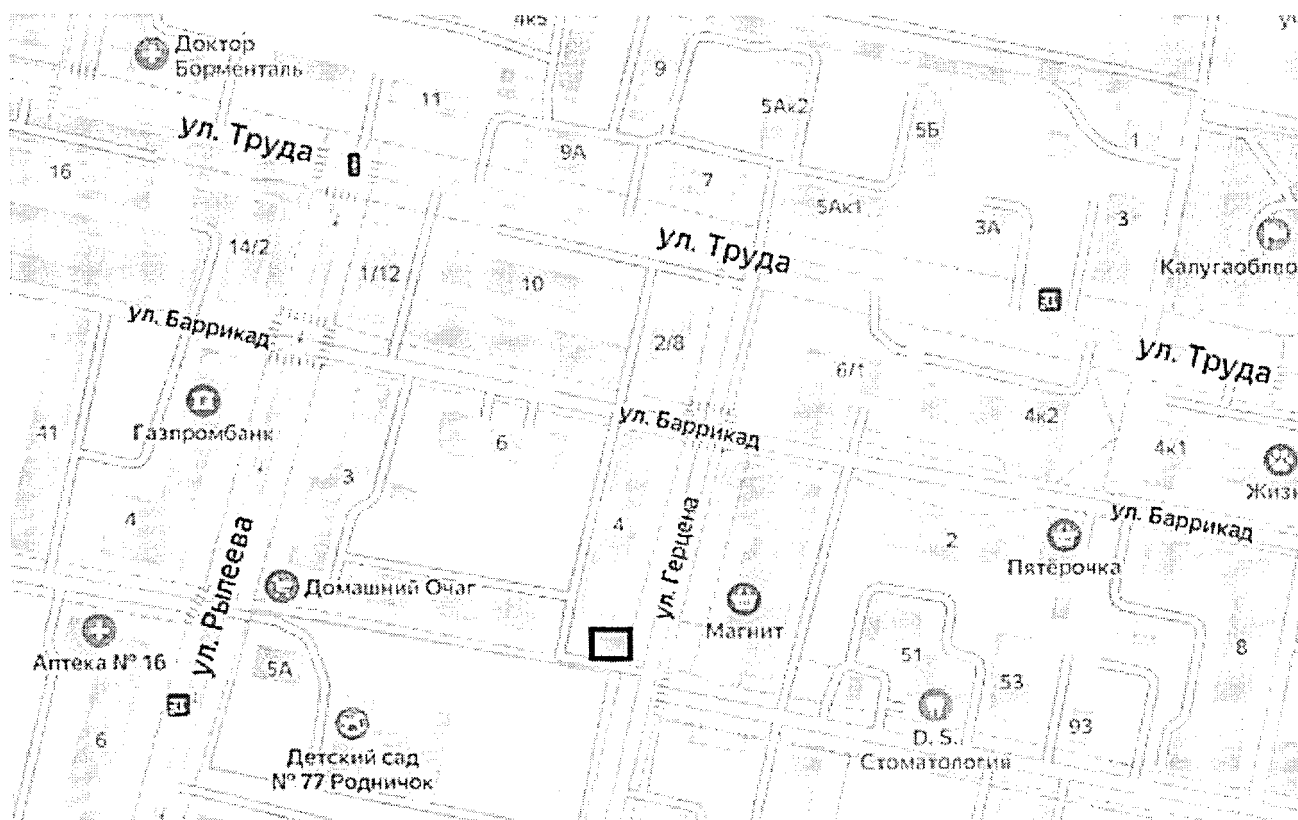 4к5
Доктор
Борменталь
9
11
5Ак2
ул. Труда
5Б
1
9А
16
7
5Ак1
3А
3
14/2
ул. Труда
1/12
10
Калугаоблво
ул. Баррикад
2/8
6/1
ул. Труда
4к2
ул. Баррикад
Газпромбанк
41
6
4к1
3
Жизн
4
4
ул. Герцена
2
ул. Баррикад
Пятёрочка
ул. Рылеева
Домашний Очаг
Магнит
Аптека № 16
5А
51
8
53
6
93
Детский сад
№ 77 Родничок
D. S.
Стоматология